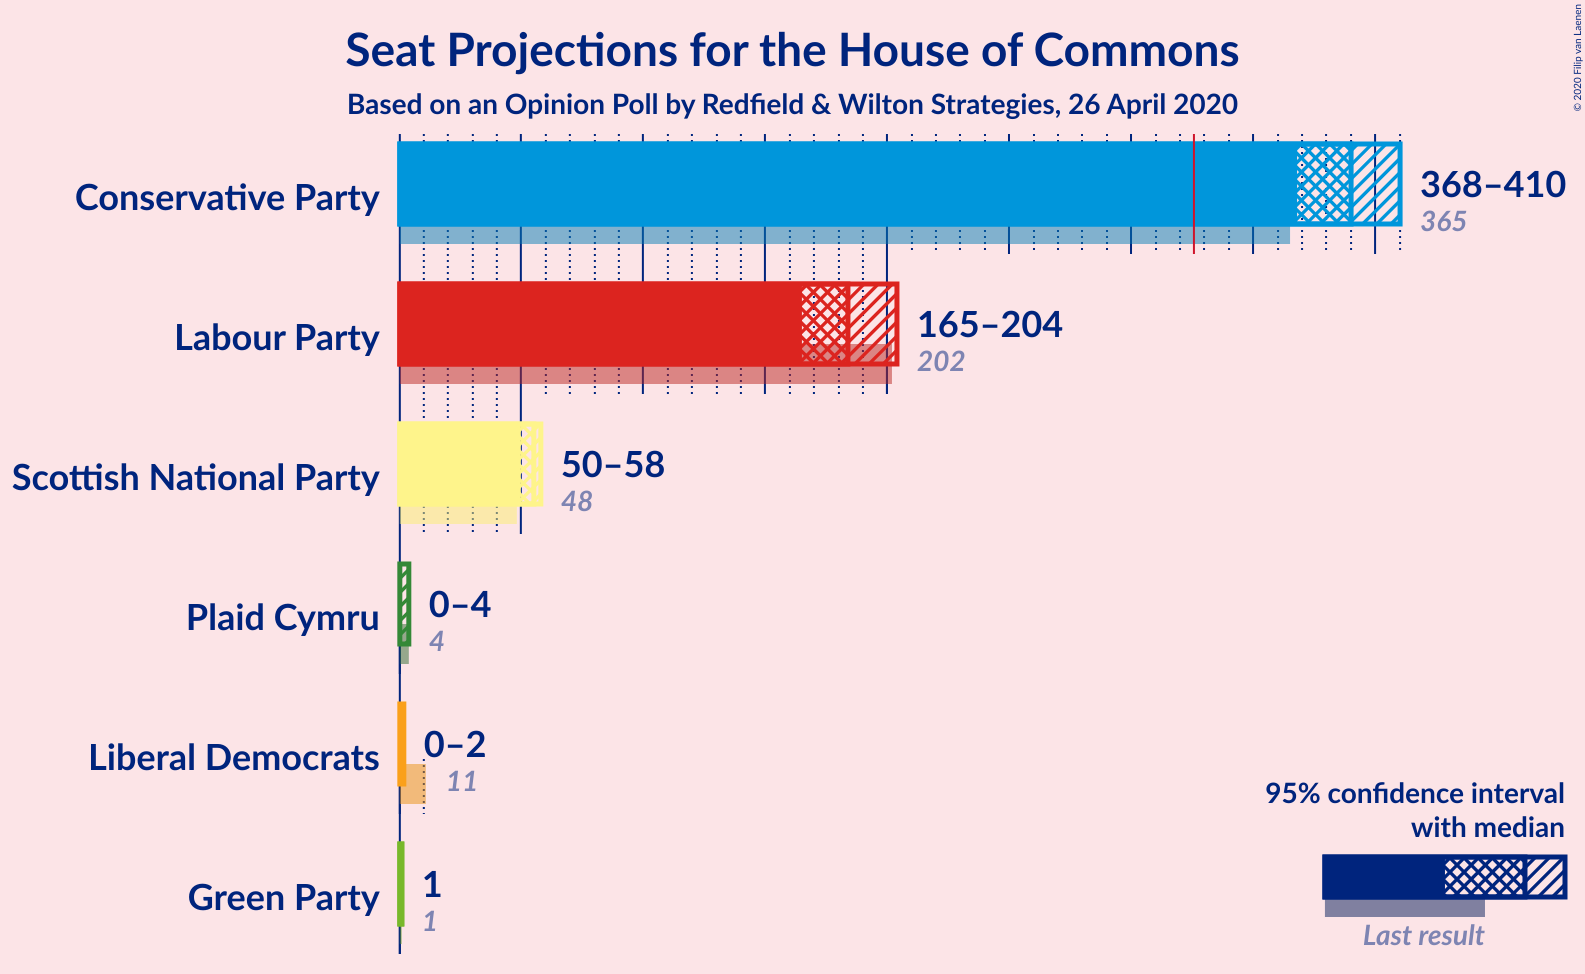 Seat Projections for the House of Commons
Based on an Opinion Poll by Redfield & Wilton Strategies, 26 April 2020
© 2020 Filip van Laenen
Conservative Party
368–410
365
Labour Party
165–204
202
Scottish National Party
50–58
48
Plaid Cymru
0–4
4
Liberal Democrats
0–2
11
Green Party
1
1
95% confidence interval
with median
Last result